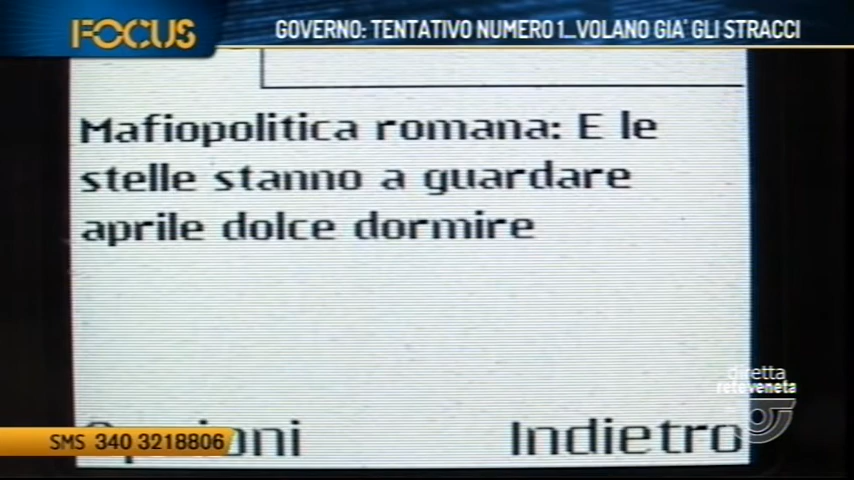 FOCUS
GOVERNO: TENTATIVO NUMERO 1...VOLANO GIA' GLI STRACCI
Mafiopolitica romana: E le
stelle stanno a guardare
aprile dolce dormire
diretta
reteveneta
Opzioni
Indietro
SMS 340 3218806